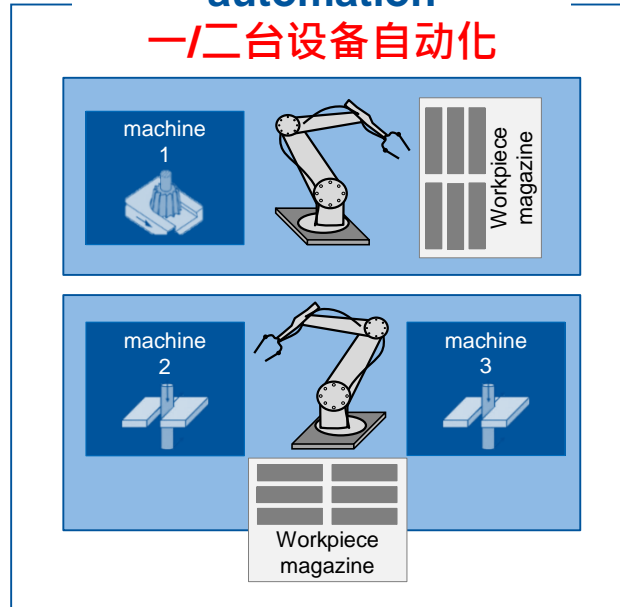 automation
一/二台设备自动化
machine
1
Workpiece
magazine
machine
2
machine
3
Workpiece
magazine